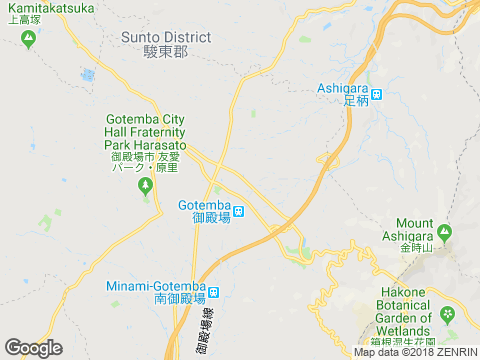 Kamitakatsuka
上高塚
Sunto District
駿東郡
Ashigara
足柄
Gotemba City
Hall Fraternity
Park Harasato
御殿場市 友愛
パーク・原里
Gotemba
御殿場
Mount
Ashigara
金時山
Minami-Gotemba
南御殿場
御殿場線
Hakone
Botanical
Garden of
Wetlands
箱根湿生花園
Google
Map data ©2018 ZENRIN